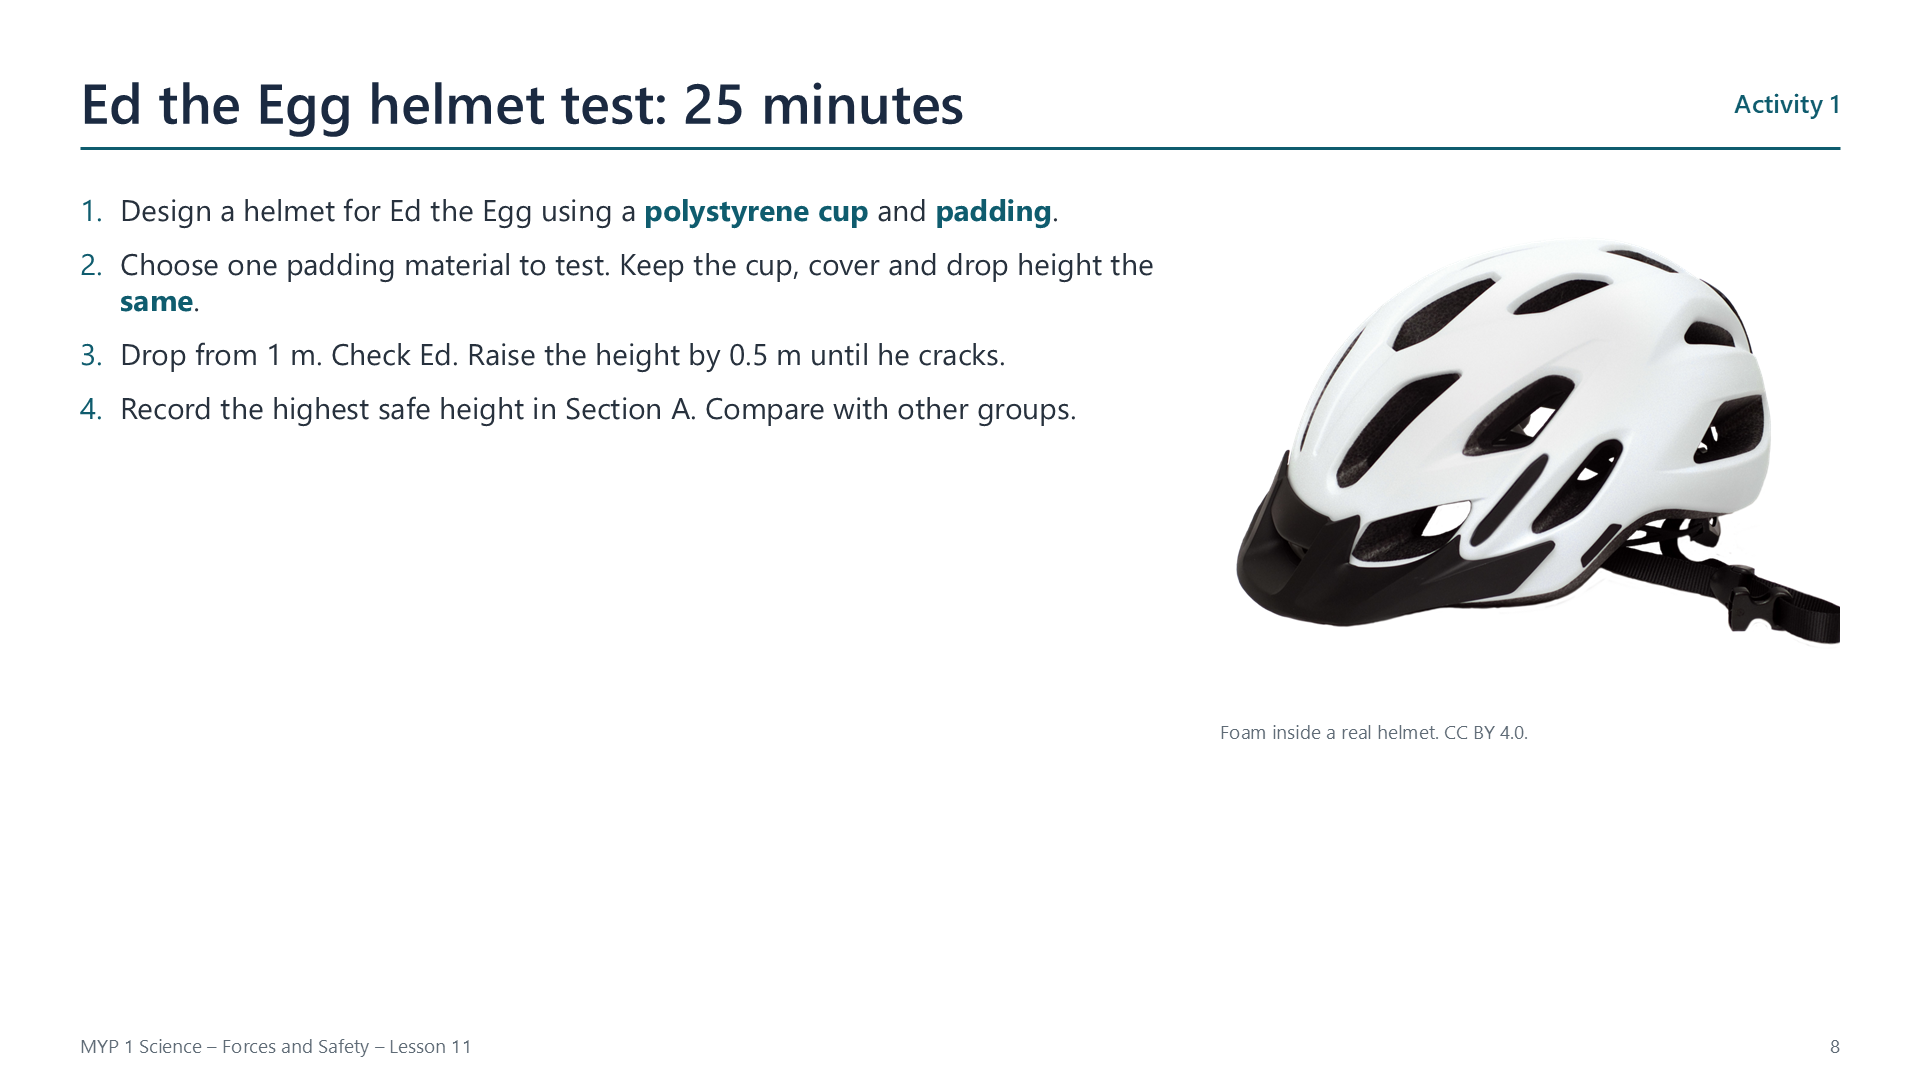 Ed the Egg helmet test: 25 minutes
Activity 1
1. Design a helmet for Ed the Egg using a polystyrene cup and padding.
2. Choose one padding material to test. Keep the cup, cover and drop height the
same.
3. Drop from 1 m. Check Ed. Raise the height by 0.5 m until he cracks.
4. Record the highest safe height in Section A. Compare with other groups.
Foam inside a real helmet. CC BY 4.0.
MYP 1 Science – Forces and Safety – Lesson 11
8